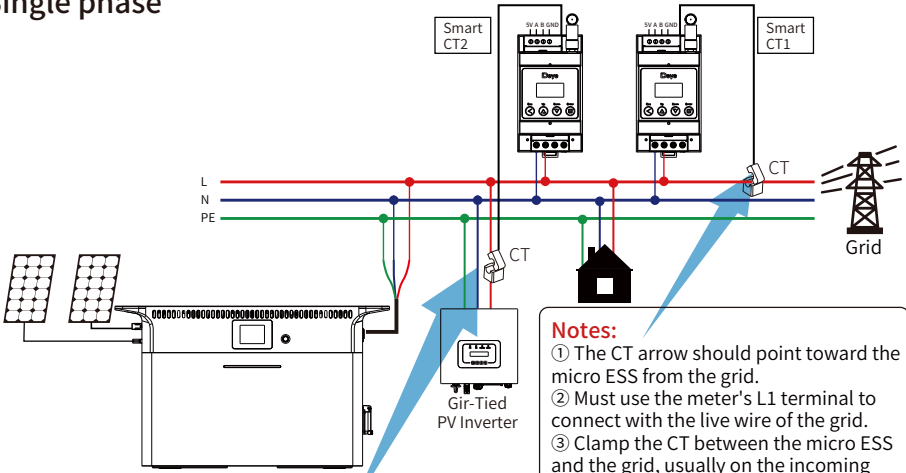 Single phase
Smart
CT2
5V A B GND
Deye
5V A B GND
Deye
Smart
CT1
CT
L
N
PE
Grid
CT
Gir-Tied
PV Inverter
Notes:
① The CT arrow should point toward the
micro ESS from the grid.
② Must use the meter's L1 terminal to
connect with the live wire of the grid.
③ Clamp the CT between the micro ESS
and the grid, usually on the incoming